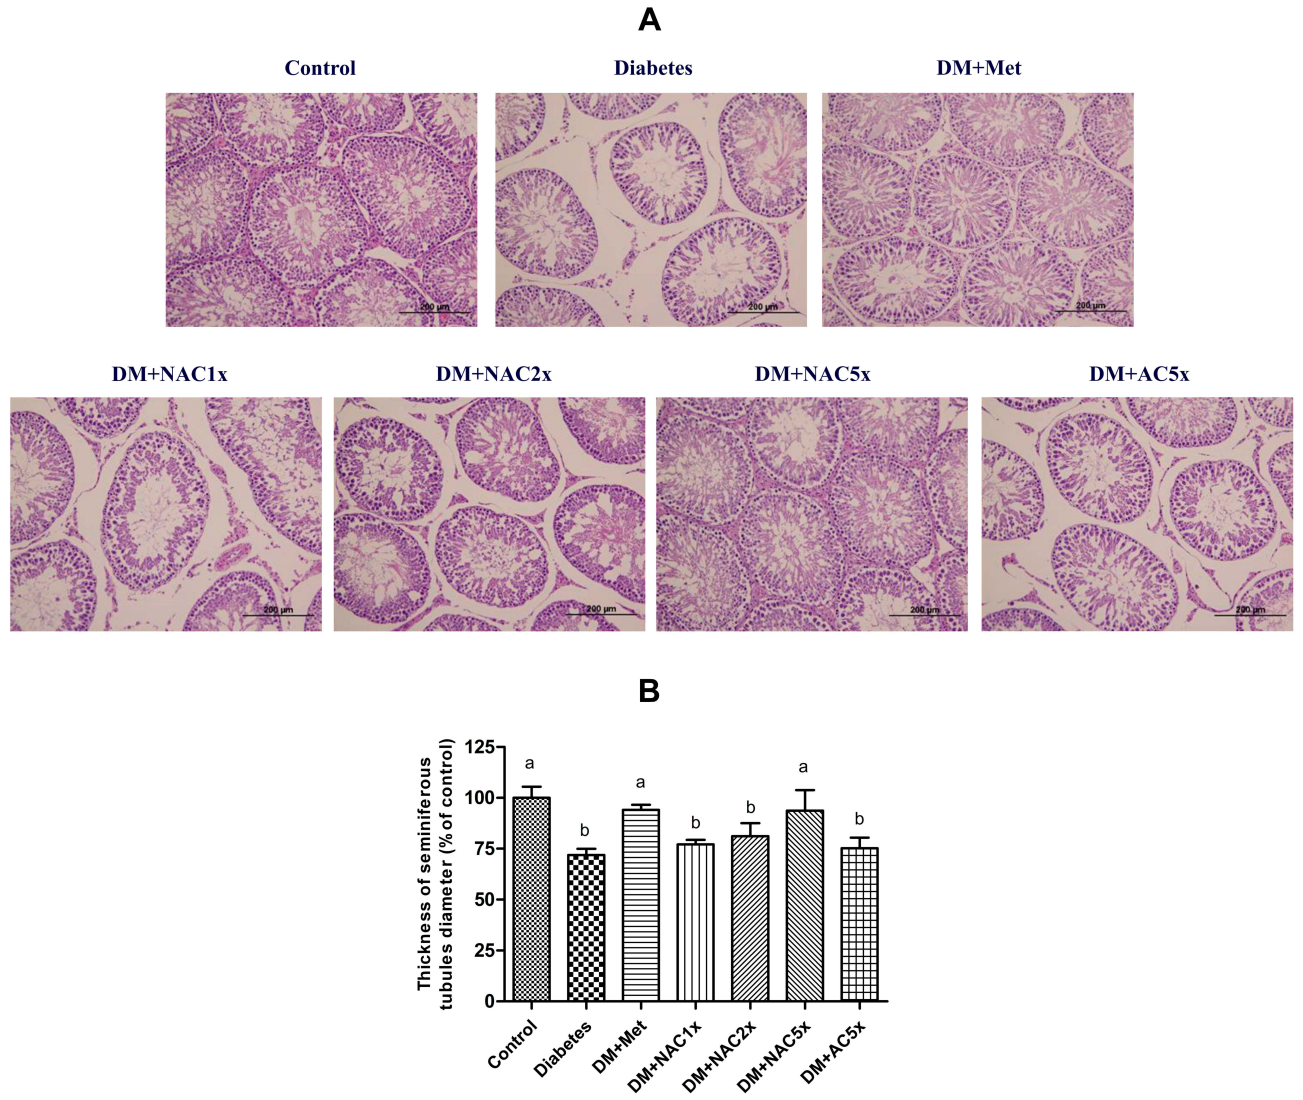 A
Control
Diabetes
DM+Met
200 µm
200 µm
200 µm
DM+NAC1x
DM+NAC2x
DM+NAC5x
DM+AC5x
200 µm
200 µm
200 µm
200 µm
B
Thickness of seminiferous
tubules diameter (% of control)
125
100
75
50
25
0
a
b
a
b
b
a
b
Control
Diabetes
DM+Met
DM+NAC1x
DM+NAC2x
DM+NAC5x
DM+AC5x